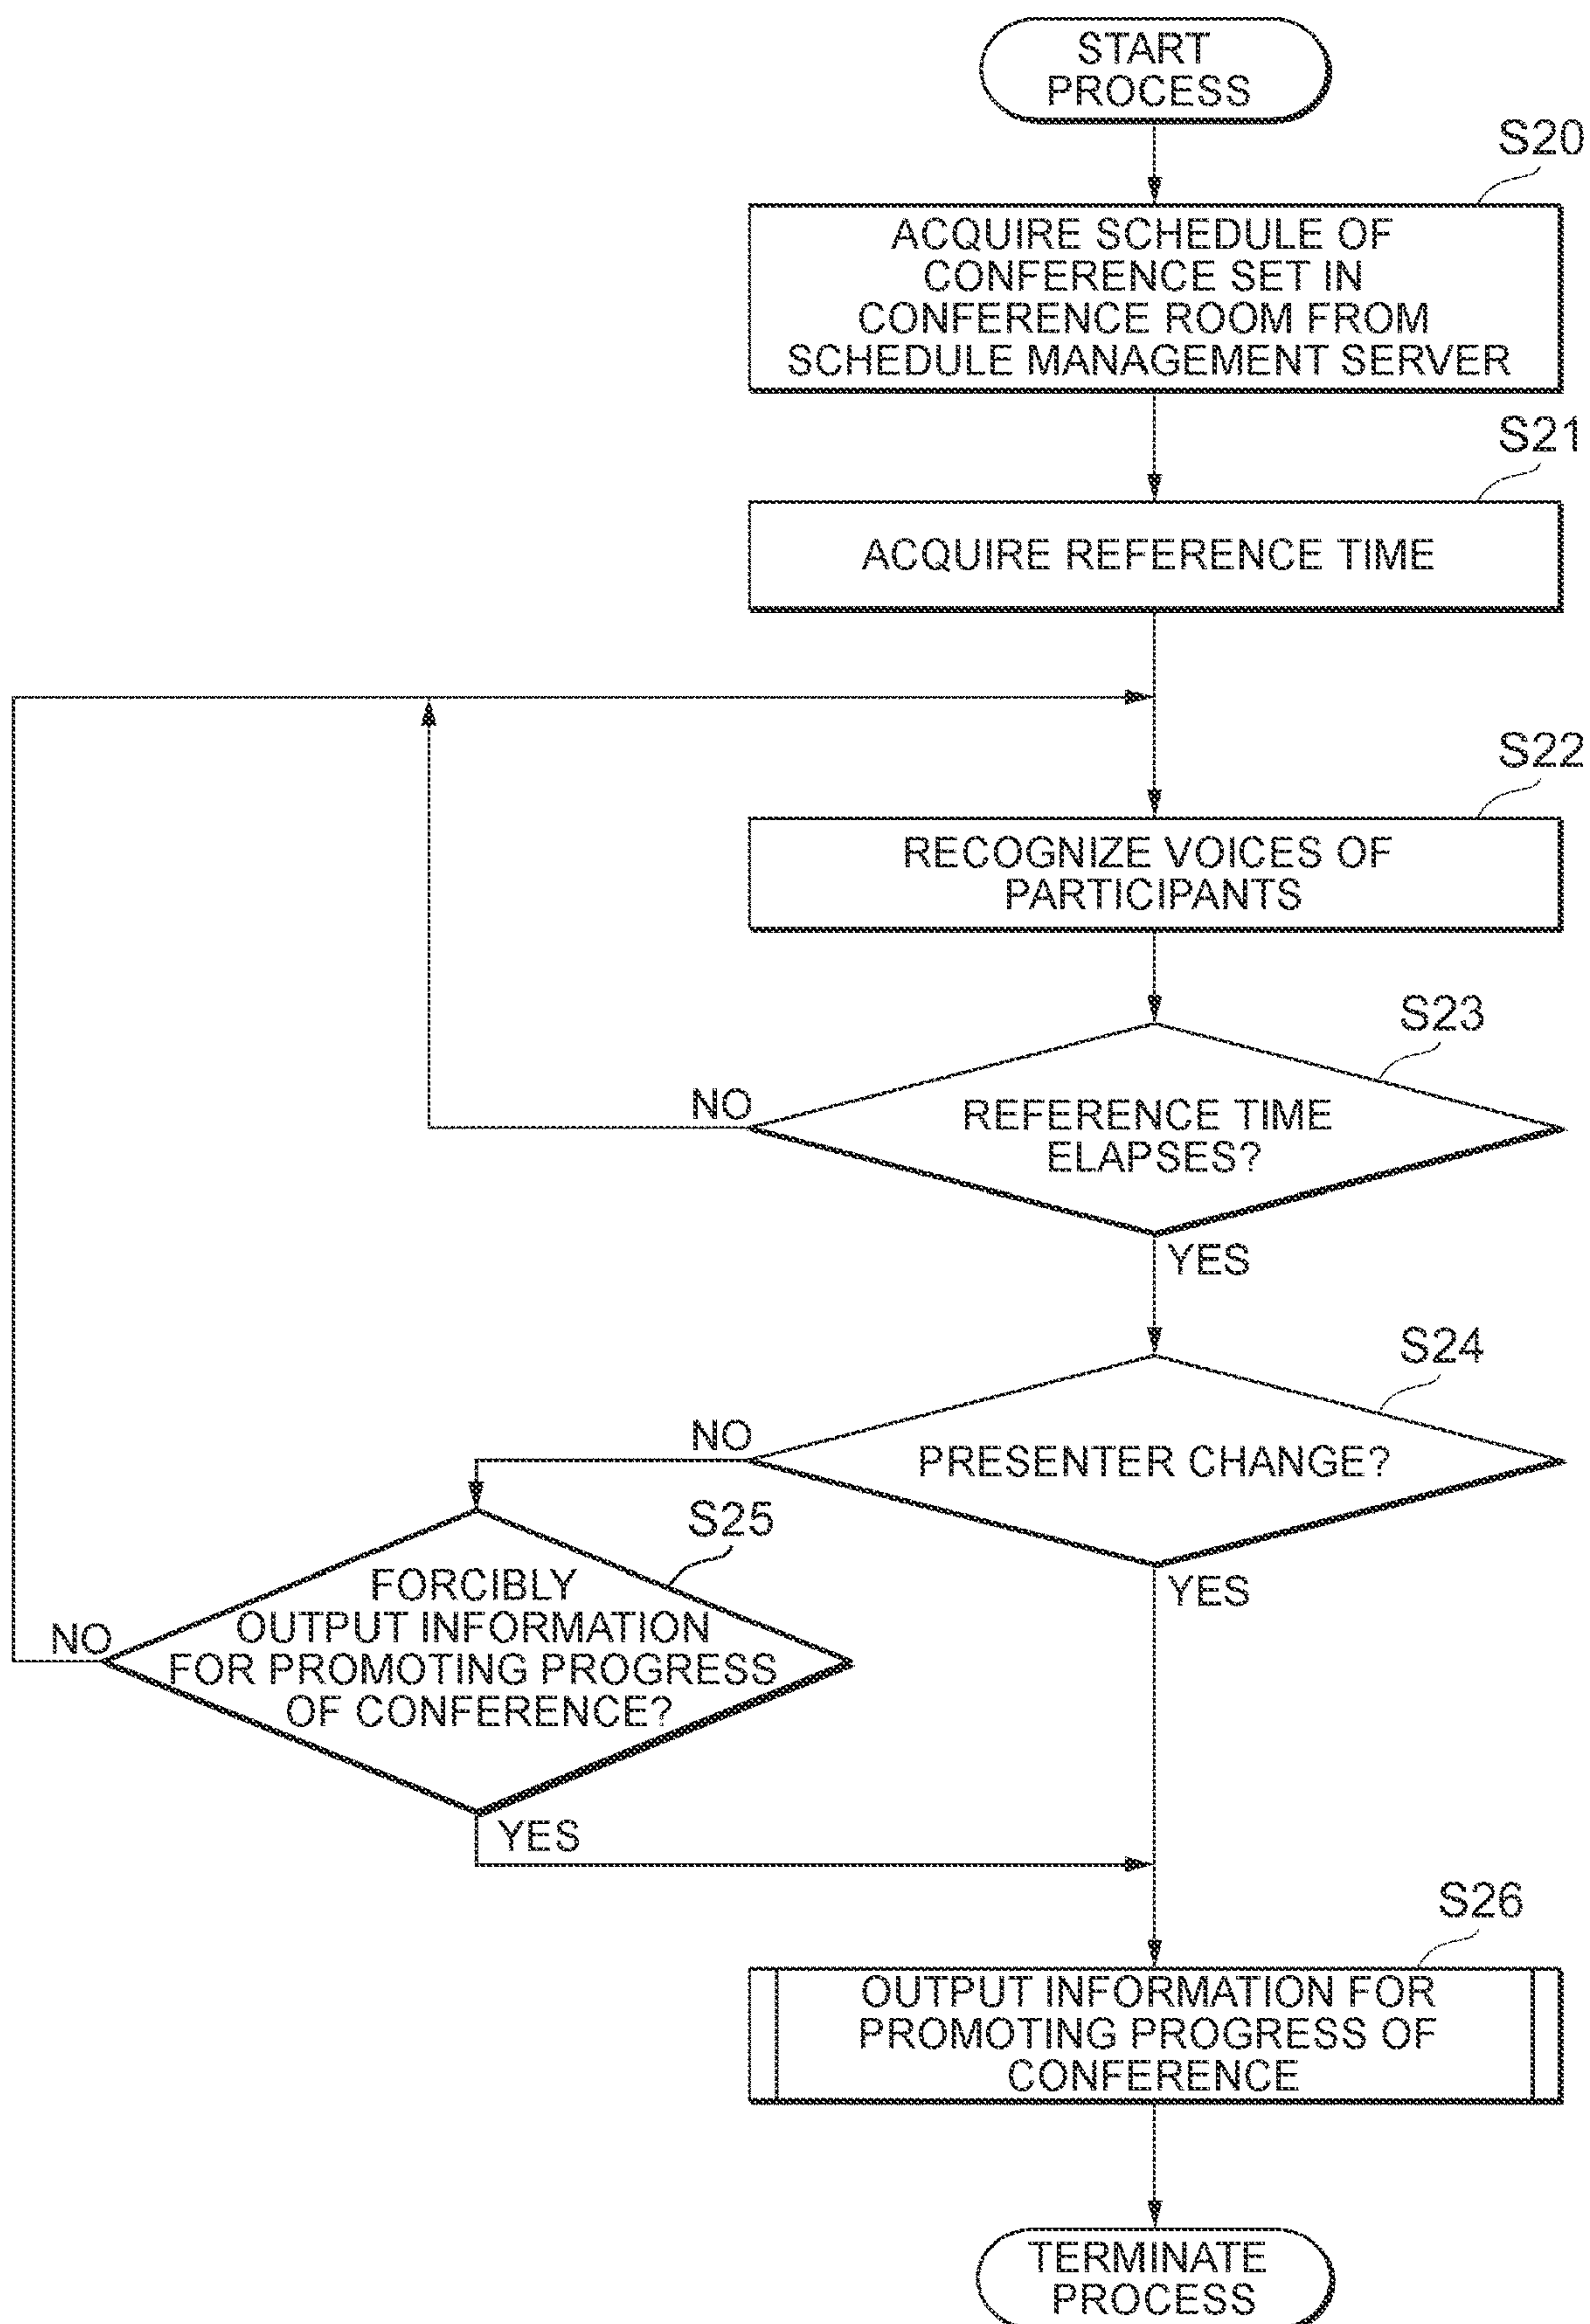 START
PROCESS
S20
ACQUIRE SCHEDULE OF
CONFERENCE SET IN
CONFERENCE ROOM FROM
SCHEDULE MANAGEMENT SERVER
S21
ACQUIRE REFERENCE TIME
S22
RECOGNIZE VOICES OF
PARTICIPANTS
S23
NO
REFERENCE TIME
ELAPSES?
YES
S24
NO
PRESENTER CHANGE?
YES
S25
NO
FORCIBLY
OUTPUT INFORMATION
FOR PROMOTING PROGRESS
OF CONFERENCE?
YES
S26
OUTPUT INFORMATION FOR
PROMOTING PROGRESS OF
CONFERENCE
TERMINATE
PROCESS